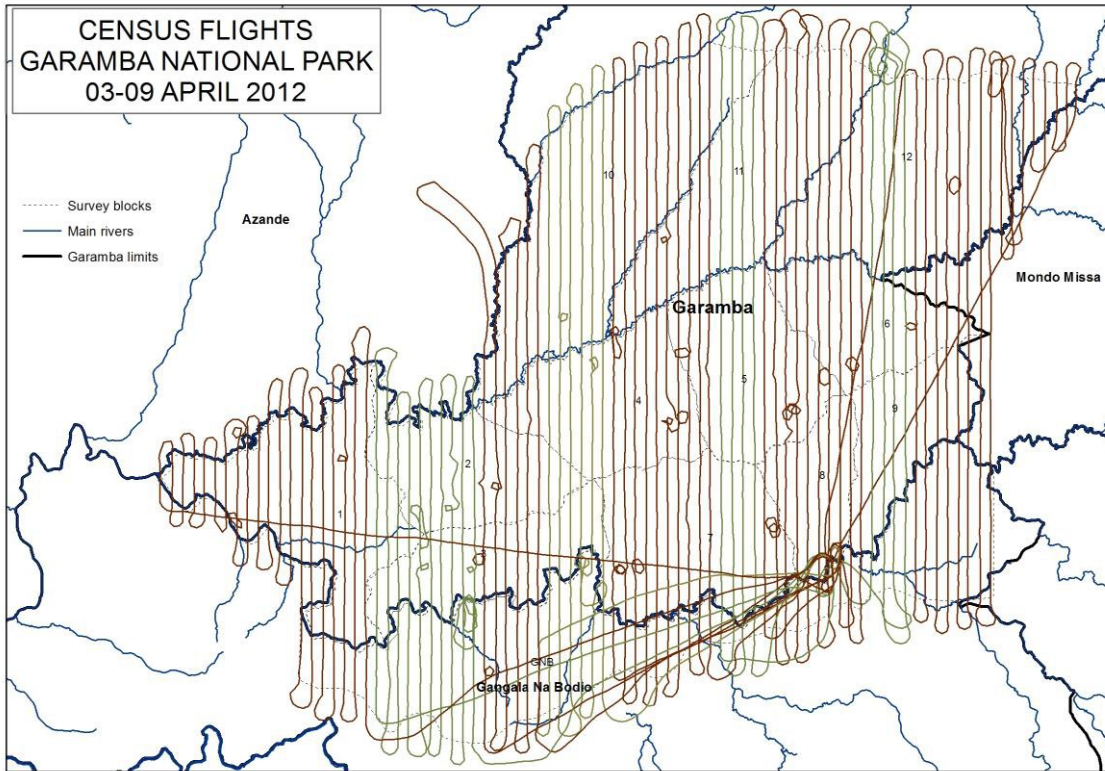 CENSUS FLIGHTS
GARAMBA NATIONAL PARK
03-09 APRIL 2012
Survey blocks
Main rivers
Garamba limits
Azande
10
11
12
Mondo Missa
Garamba
6
5
4
9
2
8
1
3
7
GNB
Gangala Na Bodio